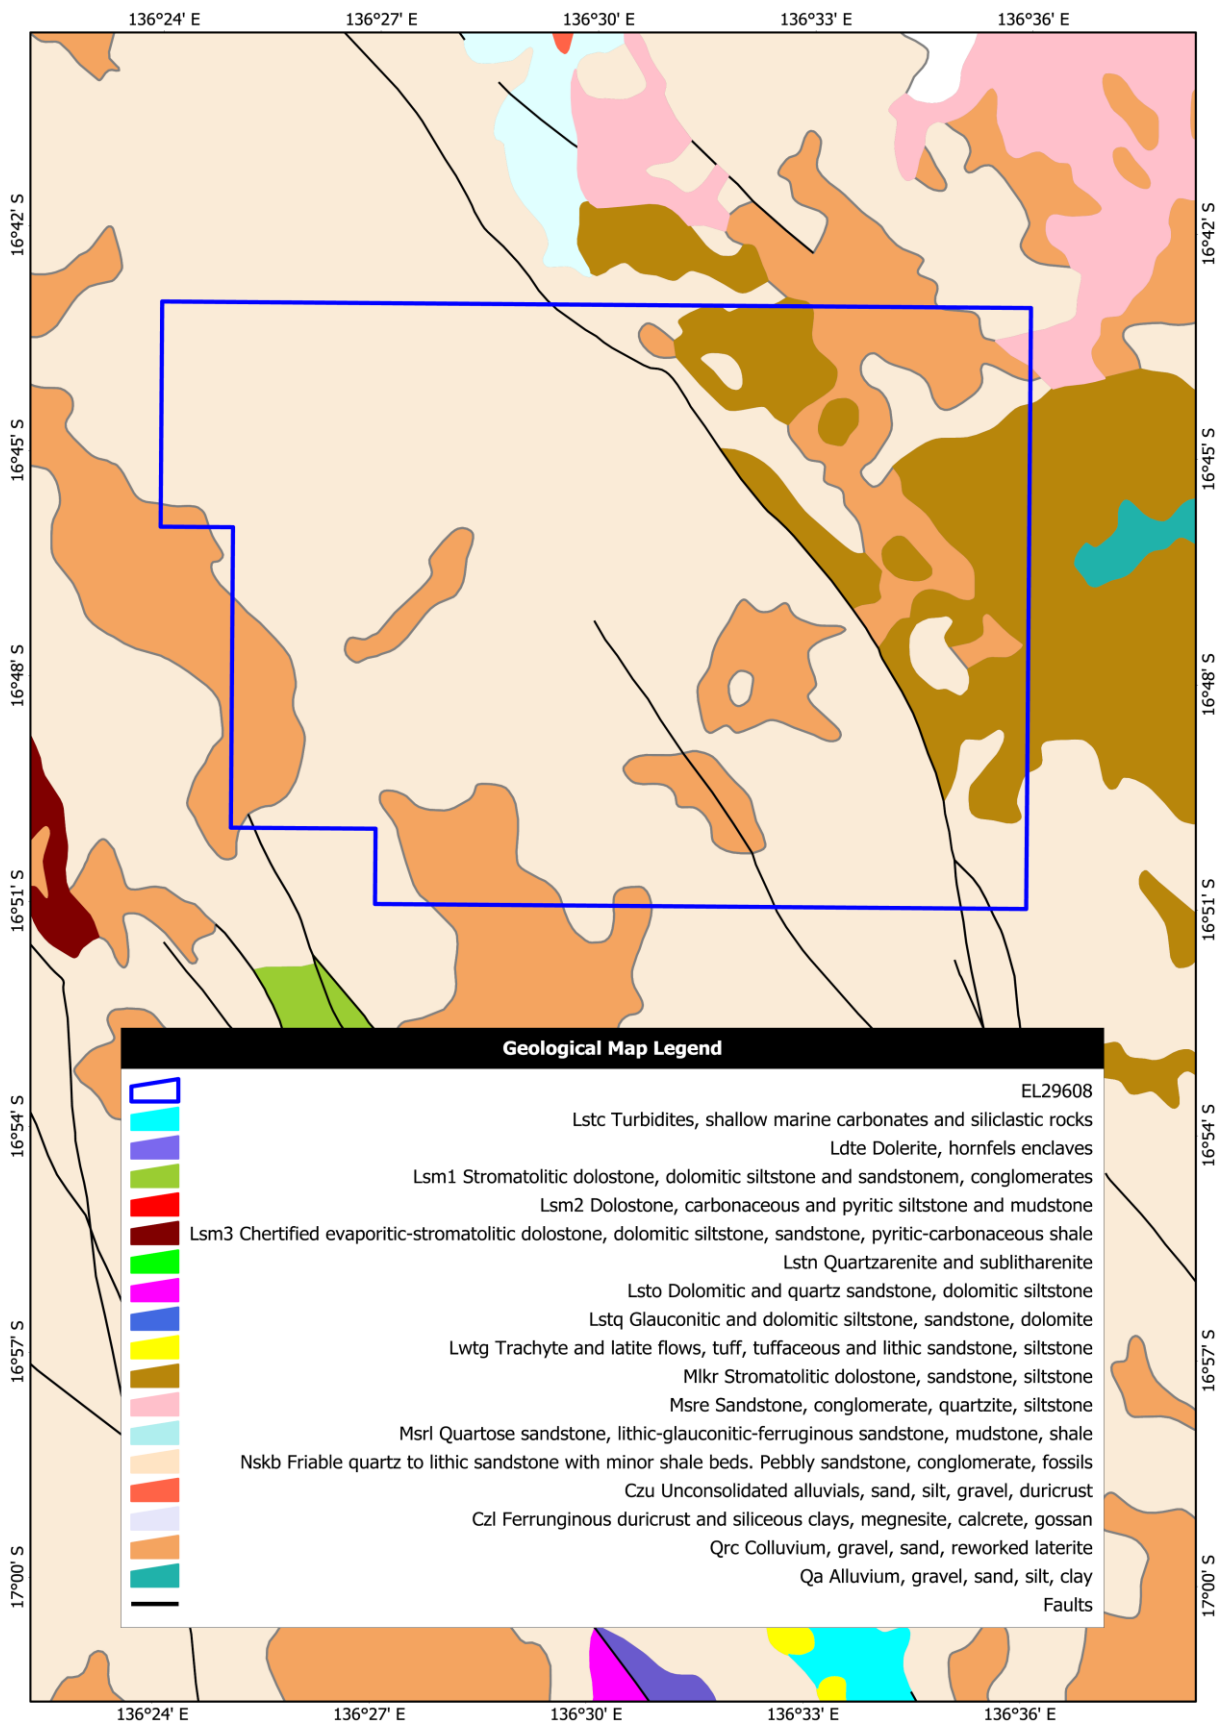 136°24' E 136°27' E 136°30' E 136°33' E 136°36' E
16°42' S 16°42' S
16°45' S 16°45' S
16°48' S 16°48' S
16°51' S 16°51' S
Geological Map Legend
EL29608
Lstc Turbidites, shallow marine carbonates and siliclastic rocks
Ldte Dolerite, hornfels enclaves
Lsm1 Stromatolitic dolostone, dolomitic siltstone and sandstonem, conglomerates
Lsm2 Dolostone, carbonaceous and pyritic siltstone and mudstone
Lsm3 Chertified evaporitic-stromatolitic dolostone, dolomitic siltstone, sandstone, pyritic-carbonaceous shale
Lstn Quartzarenite and sublitharenite
Lsto Dolomitic and quartz sandstone, dolomitic siltstone
Lstq Glauconitic and dolomitic siltstone, sandstone, dolomite
Lwtg Trachyte and latite flows, tuff, tuffaceous and lithic sandstone, siltstone
Mlkr Stromatolitic dolostone, sandstone, siltstone
Msre Sandstone, conglomerate, quartzite, siltstone
Msrl Quartose sandstone, lithic-glauconitic-ferruginous sandstone, mudstone, shale
Nskb Friable quartz to lithic sandstone with minor shale beds. Pebbly sandstone, conglomerate, fossils
Czu Unconsolidated alluvials, sand, silt, gravel, duricrust
Czl Ferrunginous duricrust and siliceous clays, megnesite, calcrete, gossan
Qrc Colluvium, gravel, sand, reworked laterite
Qa Alluvium, gravel, sand, silt, clay
Faults
16°54' S 16°54' S
16°57' S 16°57' S
17°00' S 17°00' S
136°24' E 136°27' E 136°30' E 136°33' E 136°36' E